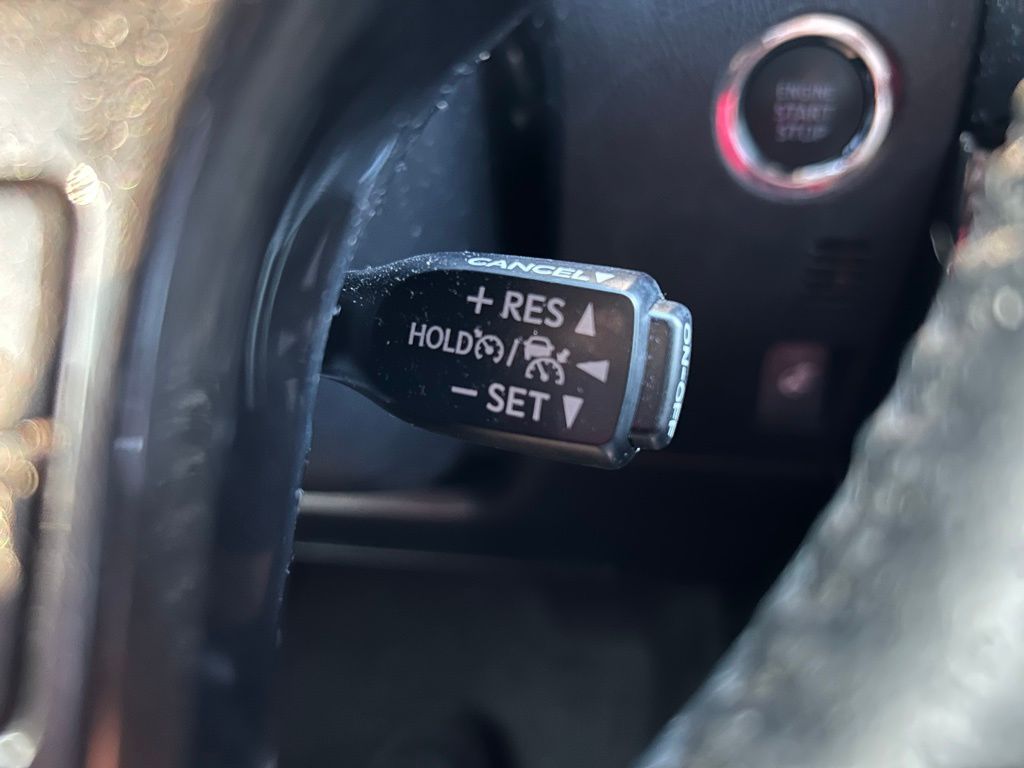 ENGINE
START
STOP
CANCEL
+ RES
HOLD /
- SET
ON·OFF